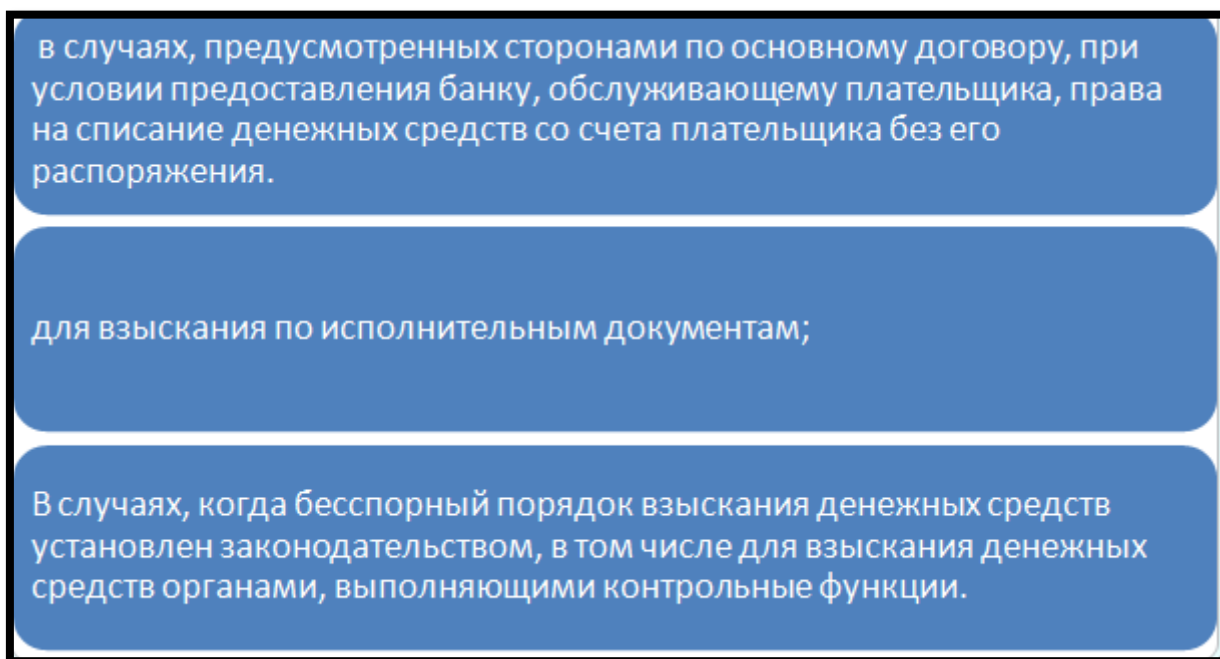 в случаях, предусмотренных сторонами по основному договору, при
условии предоставления банку, обслуживающему плательщика, права
на списание денежных средств со счета плательщика без его
распоряжения.
для взыскания по исполнительным документам;
В случаях, когда бесспорный порядок взыскания денежных средств
установлен законодательством, в том числе для взыскания денежных
средств органами, выполняющими контрольные функции.